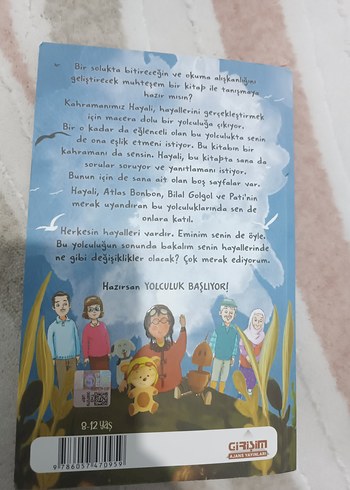 Bir solukta bitireceğin ve okuma alışkanlığını
geliştirecek muhteşem bir kitap ile tanışmaya
hazır mısın?
Kahramanımız Hayali, hayallerini gerçekleştirmek
için macera dolu bir yolculuğa çıkıyor.
Bir o kadar da eğlenceli olan bu yolculukta senin
de ona eşlik etmeni istiyor. Bu kitabın bir
kahramanı da sensin. Hayali, bu kitapta sana da
sorular soruyor ve yanıtlamanı istiyor.
Bunun için de sana ait olan boş sayfalar var.
Hayali, Atlas Bonbon, Bilal Golgol ve Pati'nin
merak uyandıran bu yolculuklarında sen de
onlara katıl.
Herkesin hayalleri vardır. Eminim senin de öyle.
Bu yolculuğun sonunda bakalım senin hayallerinde
ne gibi değişiklikler olacak? Çok merak ediyorum.
Hazırsan YOLCULUK BAŞLIYOR!
8-12 Yaş
GİRİŞİM
AJANS YAYINLARI
9 786057 470959